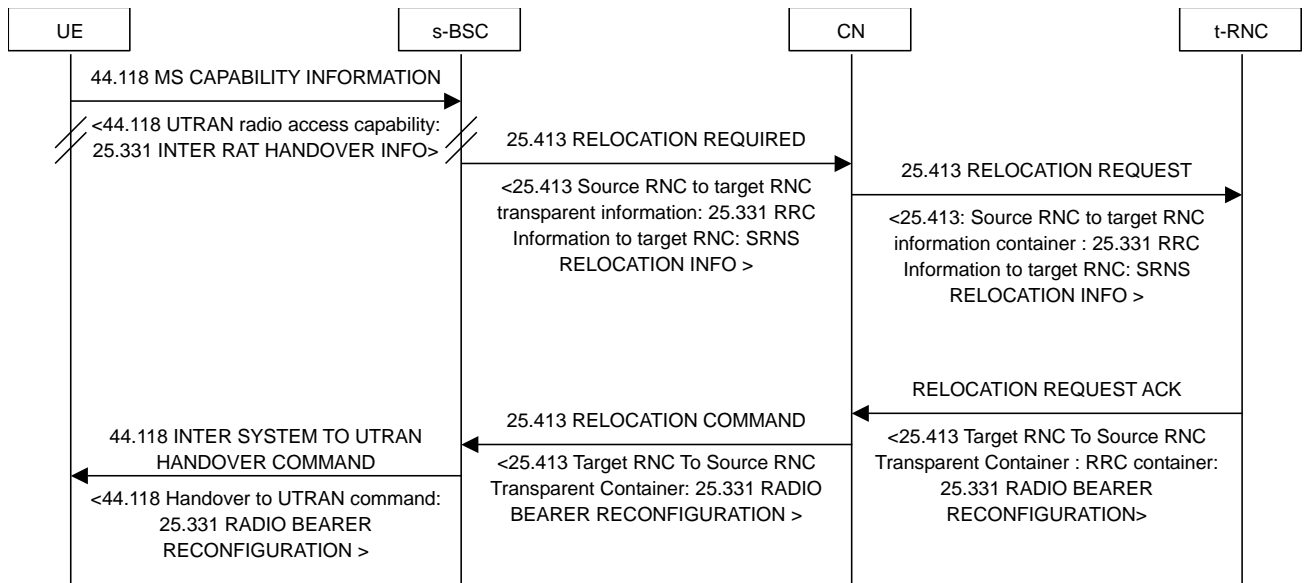 UE
s-BSC
CN
t-RNC
44.118 MS CAPABILITY INFORMATION
<44.118 UTRAN radio access capability:
25.331 INTER RAT HANDOVER INFO>
25.413 RELOCATION REQUIRED
<25.413 Source RNC to target RNC
transparent information: 25.331 RRC
Information to target RNC: SRNS
RELOCATION INFO >
25.413 RELOCATION REQUEST
<25.413: Source RNC to target RNC
information container : 25.331 RRC
Information to target RNC: SRNS
RELOCATION INFO >
RELOCATION REQUEST ACK
<25.413 Target RNC To Source RNC
Transparent Container : RRC container:
25.331 RADIO BEARER
RECONFIGURATION>
25.413 RELOCATION COMMAND
<25.413 Target RNC To Source RNC
Transparent Container: 25.331 RADIO
BEARER RECONFIGURATION >
44.118 INTER SYSTEM TO UTRAN
HANDOVER COMMAND
<44.118 Handover to UTRAN command:
25.331 RADIO BEARER
RECONFIGURATION >